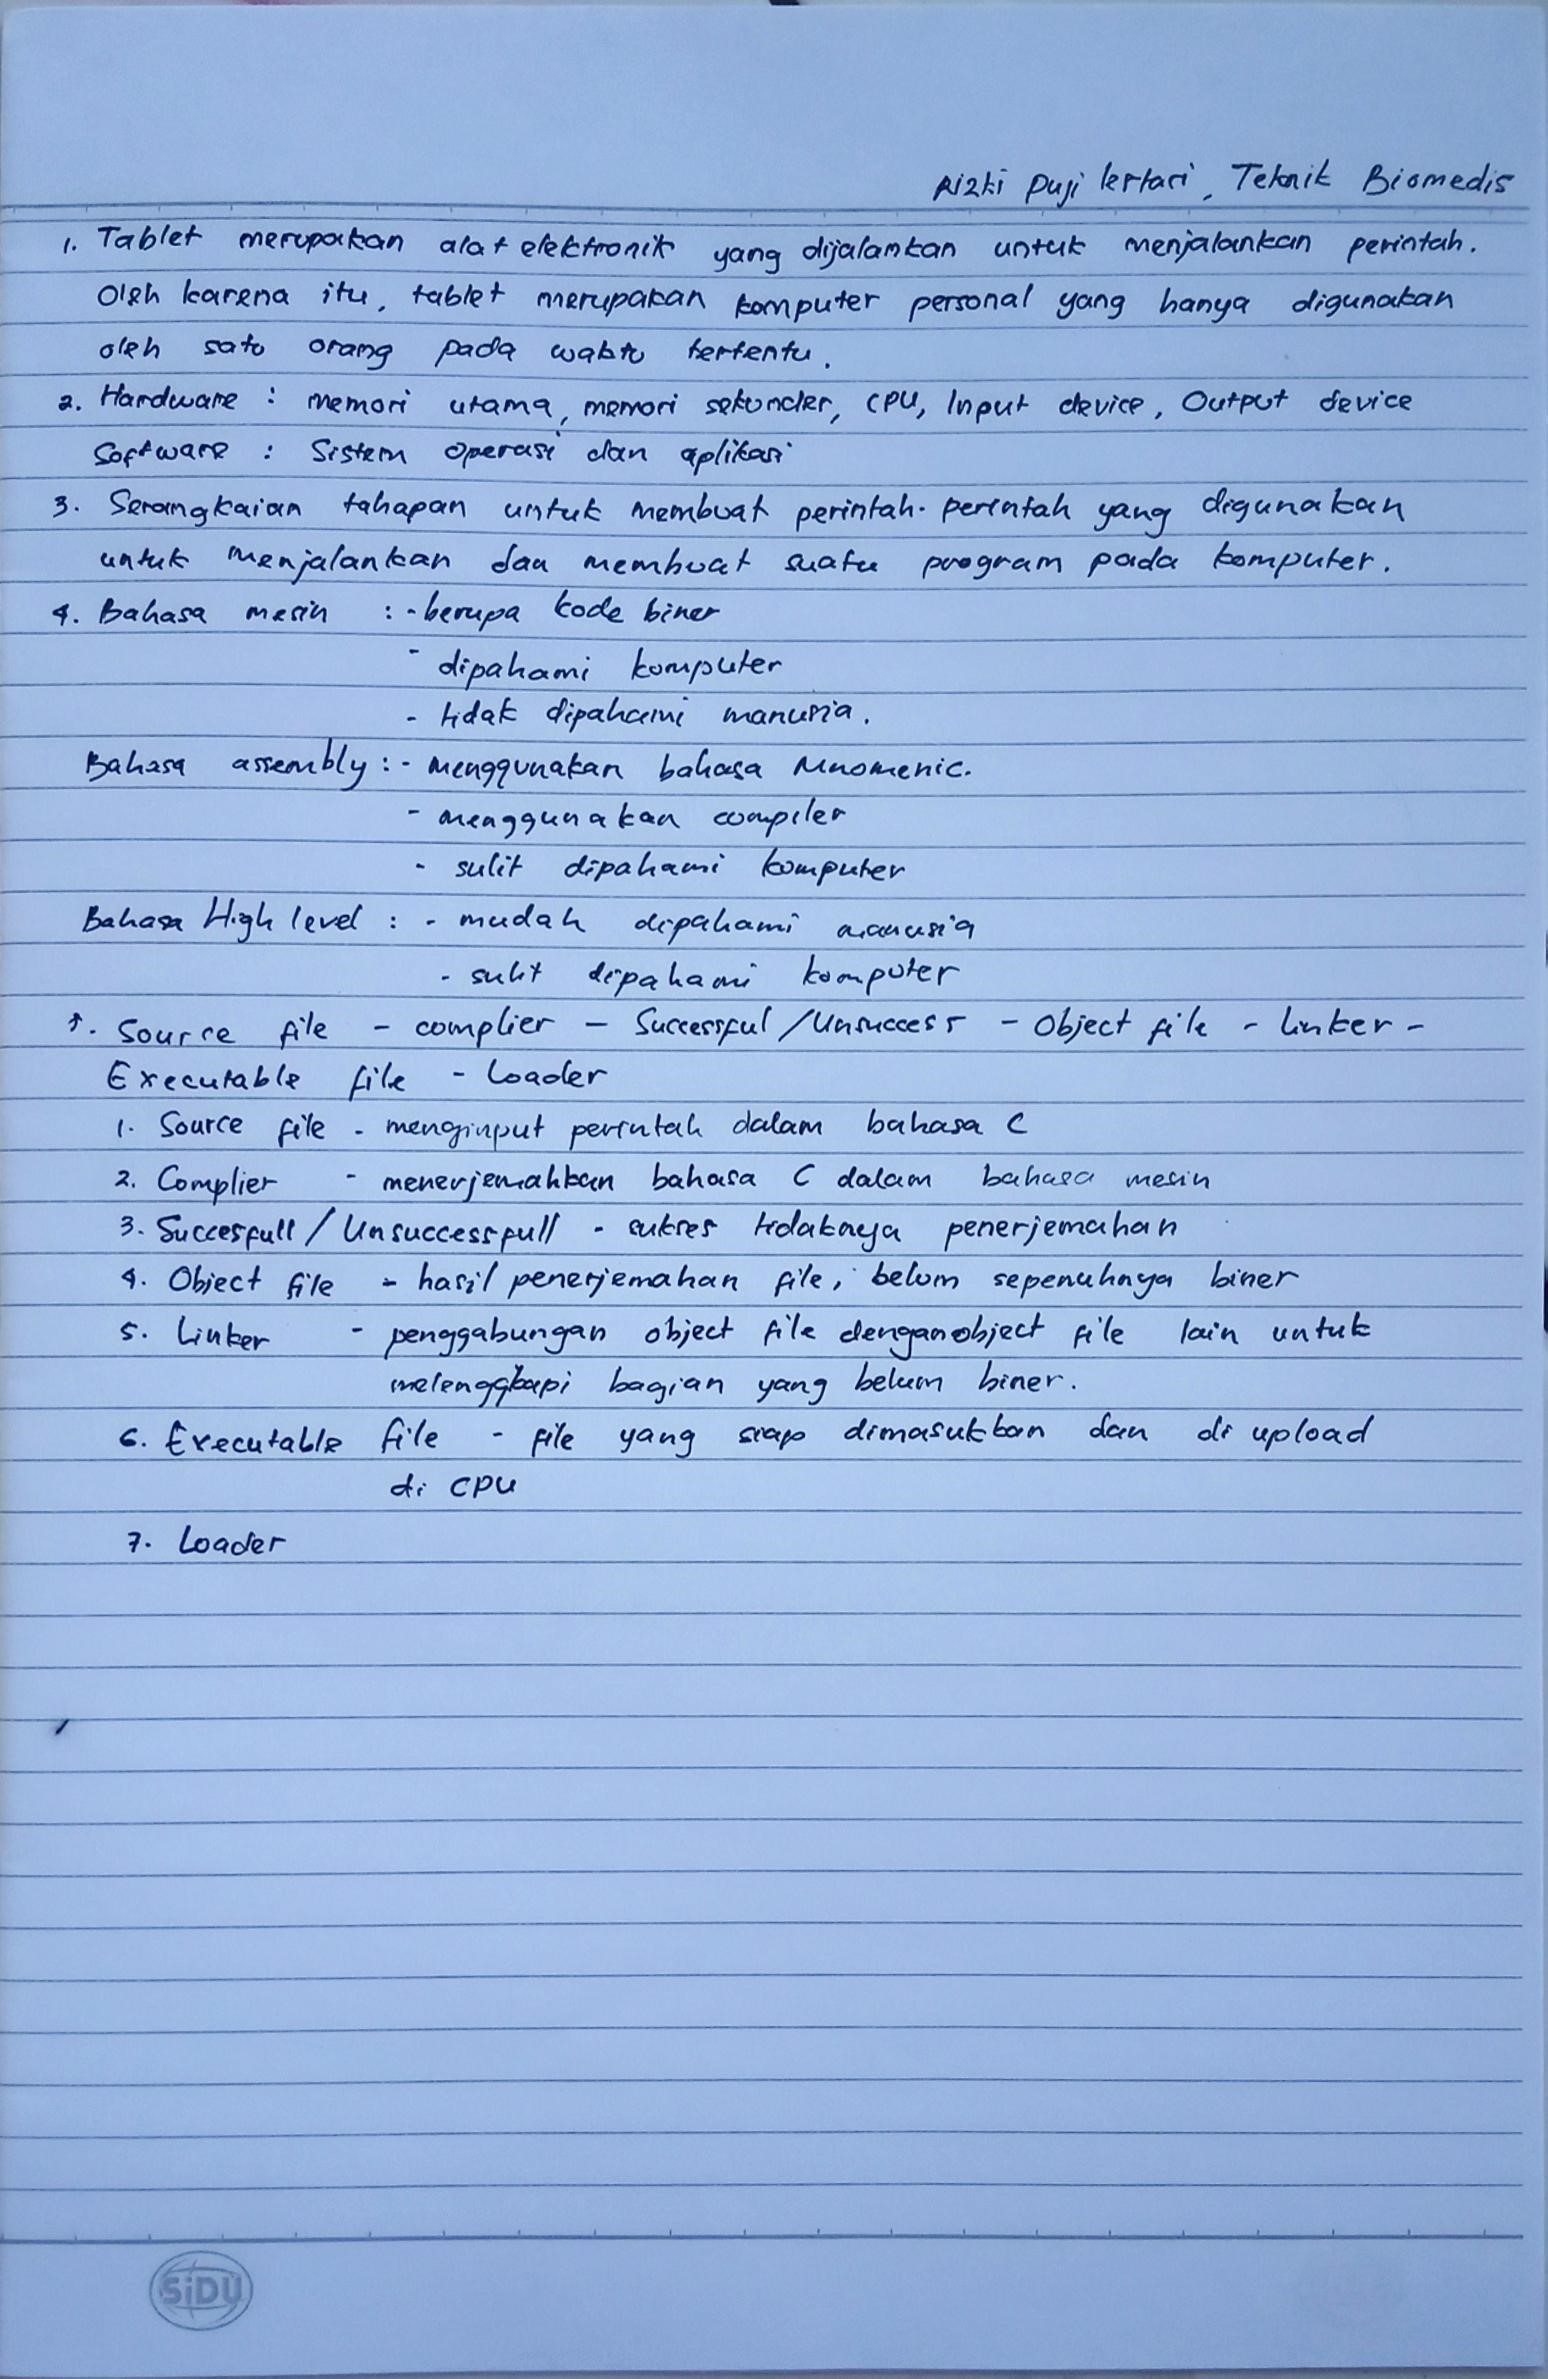 Rizki Puji lestari, Teknik Biomedis
1. Tablet merupakan alat elektronik yang dijalankan untuk menjalankan perintah.
Oleh karena itu, tablet merupakan komputer personal yang hanya digunakan
oleh satu orang pada waktu tertentu.
2. Hardware : memori utama, memori sekunder, CPU, Input device, Output device
Software : Sistem operasi dan aplikasi
3. Serangkaian tahapan untuk membuat perintah-perintah yang digunakan
untuk menjalankan dan membuat suatu program pada komputer.
4. Bahasa mesin : - berupa kode biner
- dipahami komputer
- tidak dipahami manusia.
Bahasa assembly : - menggunakan bahasa Mnomenic.
- menggunakan compiler
- sulit dipahami komputer
Bahasa High level : - mudah dipahami manusia
- sulit dipahami komputer
5. Source file - complier - Successful / Unsuccess - Object file - linker -
Executable file - Loader
1. Source file - menginput perintah dalam bahasa C
2. Complier - menerjemahkan bahasa C dalam bahasa mesin
3. Succesfull / Unsuccessfull - sukses tidaknya penerjemahan
4. Object file - hasil penerjemahan file, belum sepenuhnya biner
5. Linker - penggabungan object file dengan object file lain untuk
bagian yang belum biner.
6. Executable file - file yang siap dimasukkan dan di upload
di CPU
7. Loader
SiDU